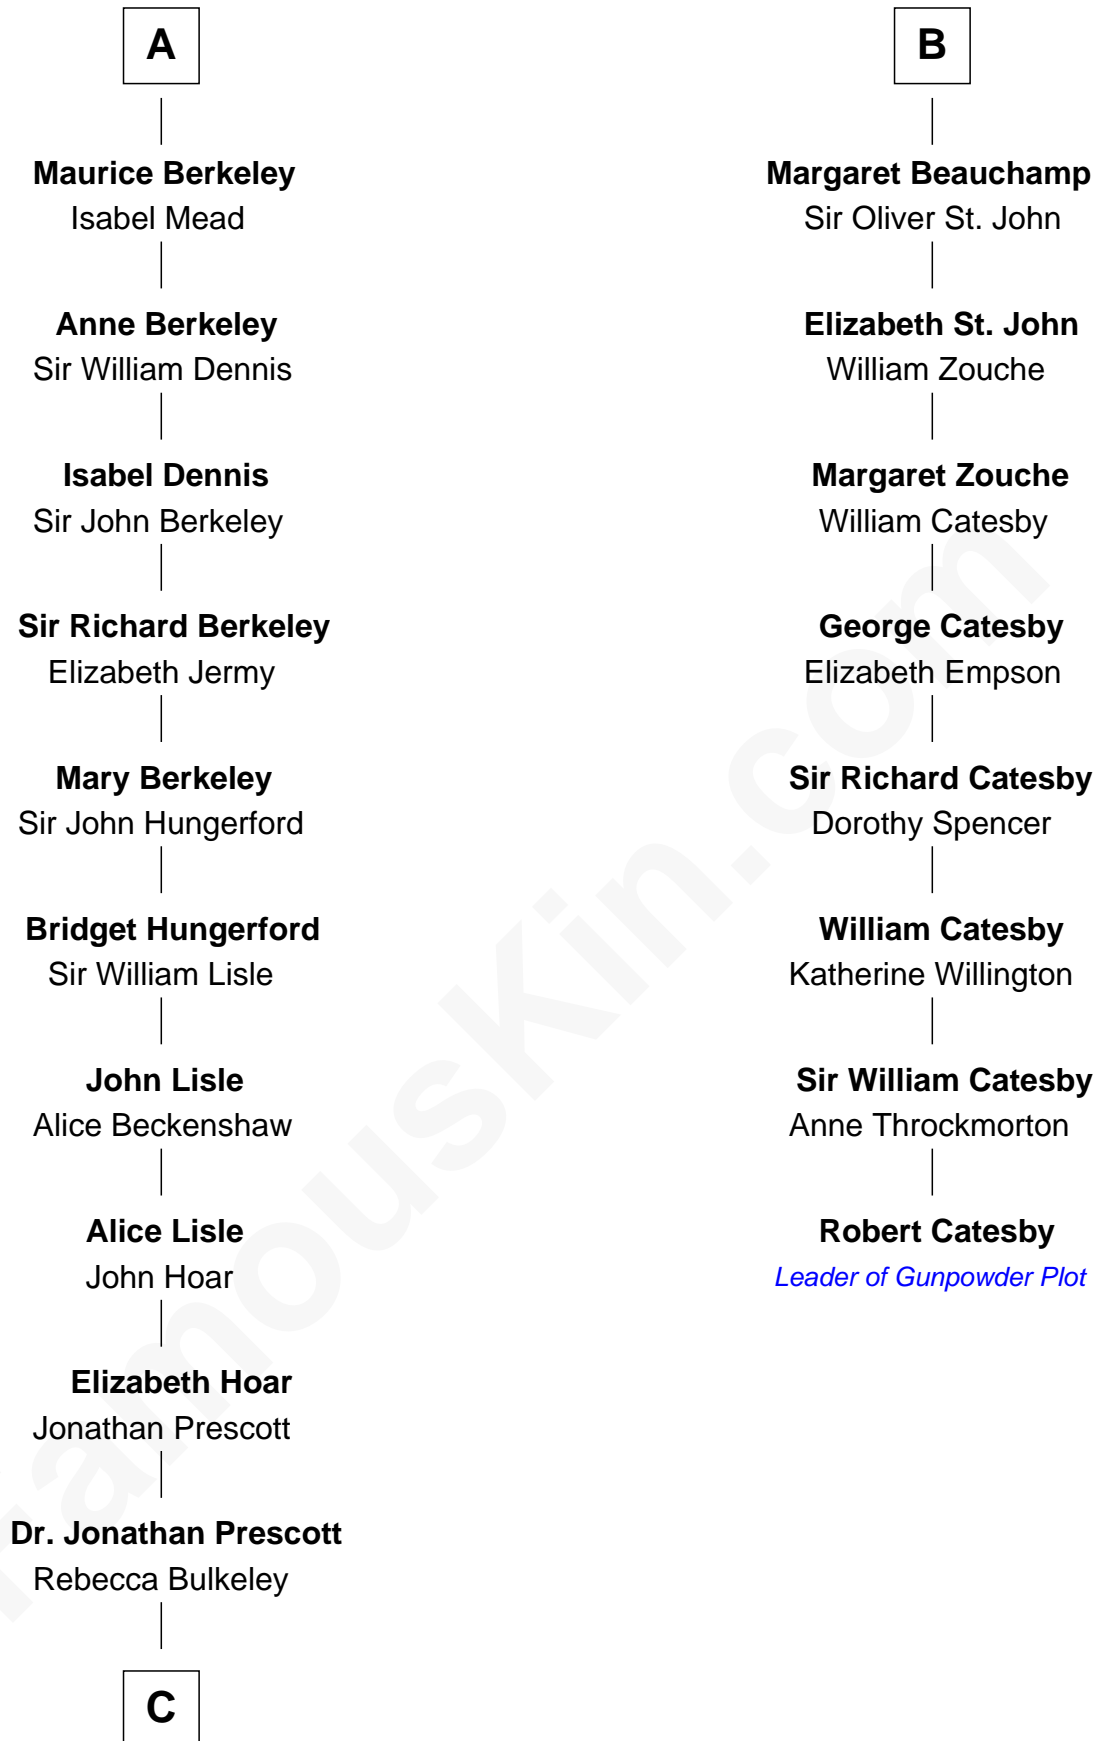 A
Maurice Berkeley
Isabel Mead
Anne Berkeley
Sir William Dennis
Isabel Dennis
Sir John Berkeley
Sir Richard Berkeley
Elizabeth Jermy
Mary Berkeley
Sir John Hungerford
Bridget Hungerford
Sir William Lisle
John Lisle
Alice Beckenshaw
Alice Lisle
John Hoar
Elizabeth Hoar
Jonathan Prescott
Dr. Jonathan Prescott
Rebecca Bulkeley
C
B
Margaret Beauchamp
Sir Oliver St. John
Elizabeth St. John
William Zouche
Margaret Zouche
William Catesby
George Catesby
Elizabeth Empson
Sir Richard Catesby
Dorothy Spencer
William Catesby
Katherine Willington
Sir William Catesby
Anne Throckmorton
Robert Catesby
Leader of Gunpowder Plot
FamousKin.com